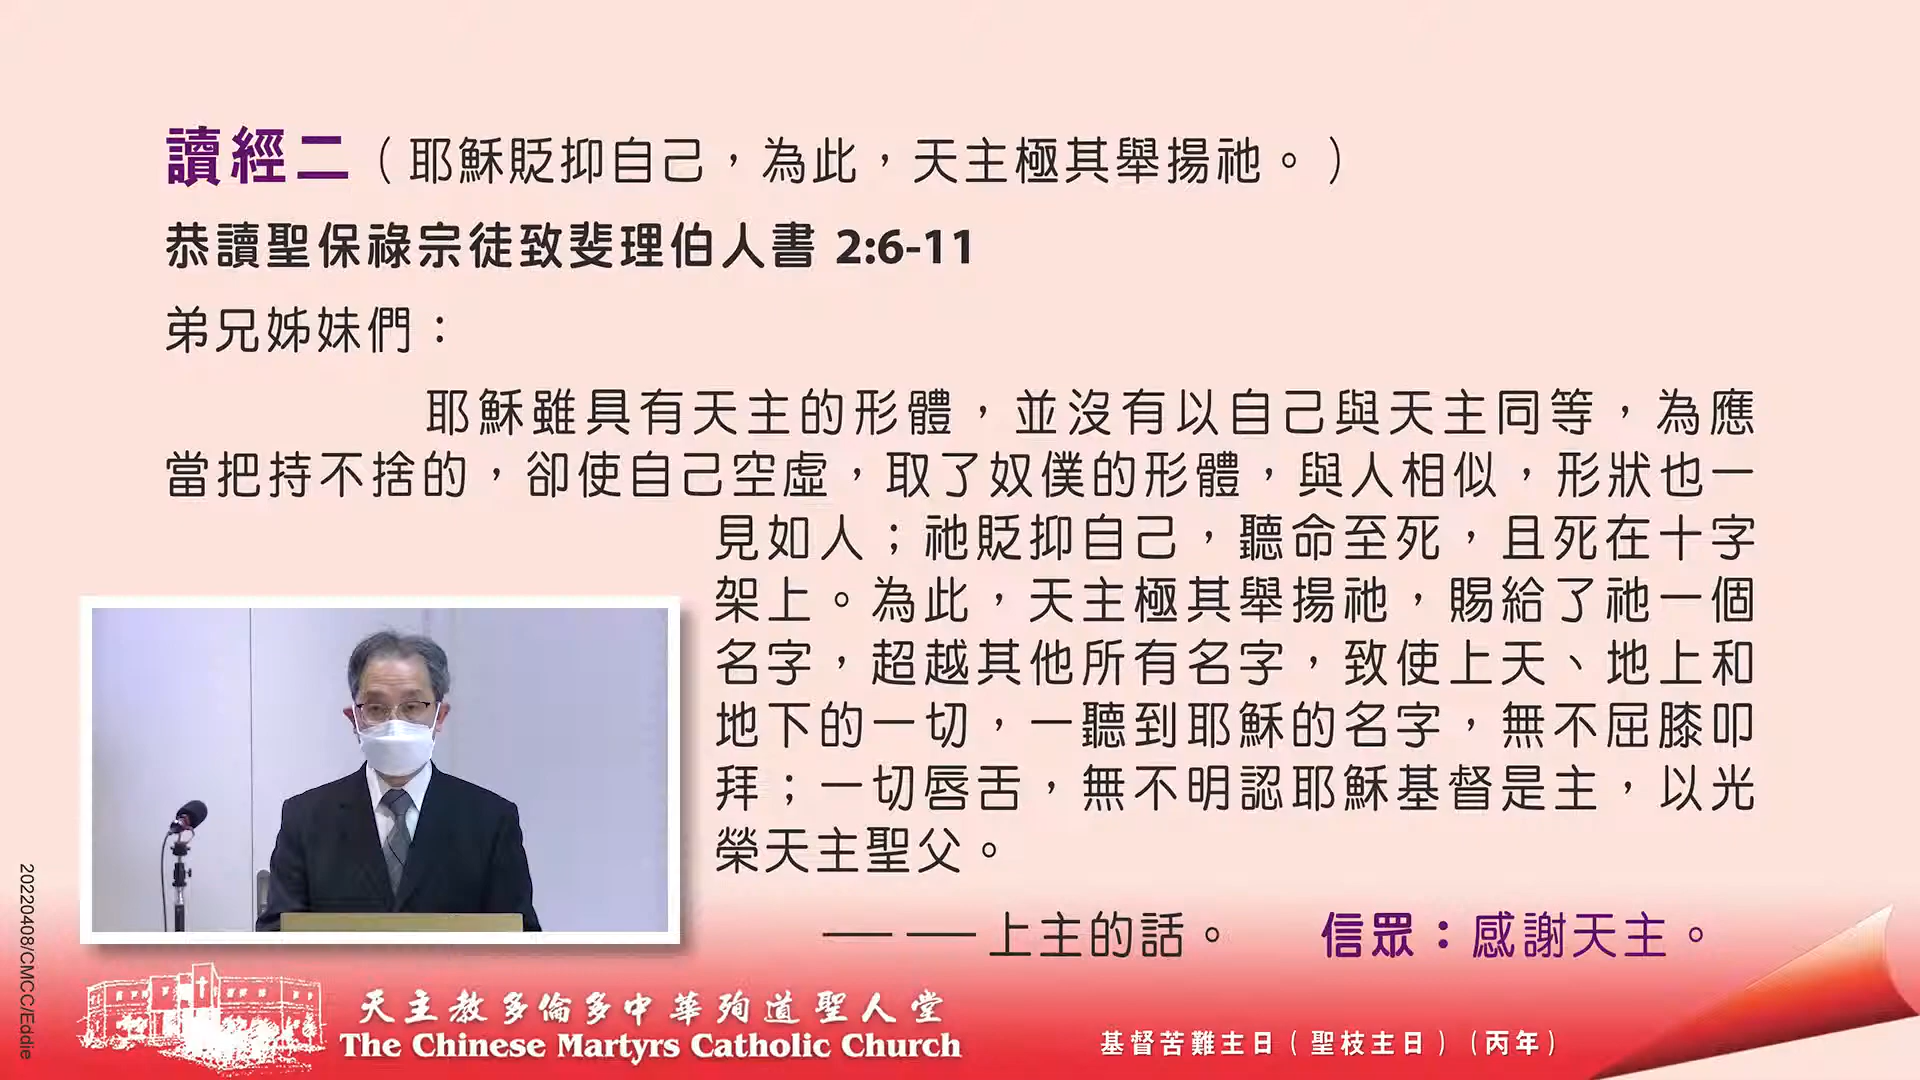 讀經二（耶穌貶抑自己，為此，天主極其舉揚祂。）
恭讀聖保祿宗徒致斐理伯人書 2:6-11
弟兄姊妹們：
耶穌雖具有天主的形體，並沒有以自己與天主同等，為應
當把持不捨的，卻使自己空虛，取了奴僕的形體，與人相似，形狀也一
見如人；祂貶抑自己，聽命至死，且死在十字
架上。為此，天主極其舉揚祂，賜給了祂一個
名字，超越其他所有名字，致使上天、地上和
地下的一切，一聽到耶穌的名字，無不屈膝叩
拜；一切唇舌，無不明認耶穌基督是主，以光
榮天主聖父。
—— ——上主的話。 信眾：感謝天主。
天主教多倫多中華殉道聖人堂
The Chinese Martyrs Catholic Church
基督苦難主日（聖枝主日）（丙年）
20220408/CMCC/Eddie